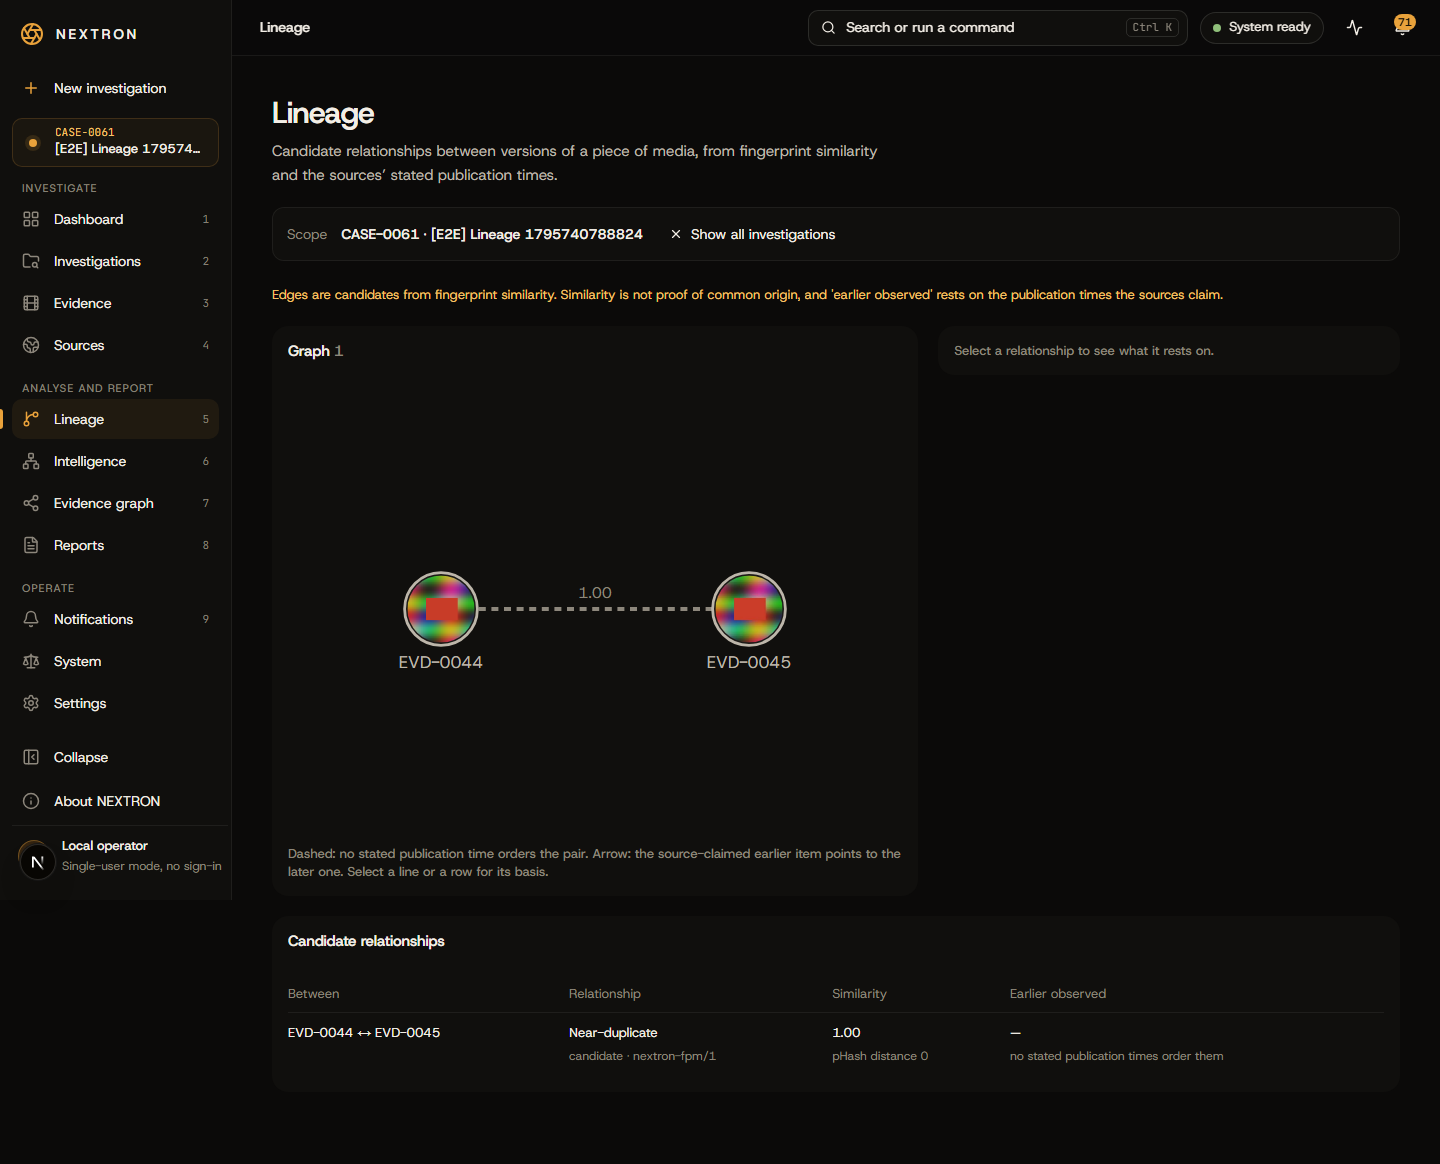 NEXTRON
New investigation
CASE-0061
[E2E] Lineage 179574...
INVESTIGATE
Dashboard 1
Investigations 2
Evidence 3
Sources 4
ANALYSE AND REPORT
Lineage 5
Intelligence 6
Evidence graph 7
Reports 8
OPERATE
Notifications 9
System
Settings
Collapse
About NEXTRON
N
Local operator
Single-user mode, no sign-in
Lineage
Search or run a command Ctrl K
System ready
71
Lineage
Candidate relationships between versions of a piece of media, from fingerprint similarity
and the sources’ stated publication times.
Scope CASE-0061 · [E2E] Lineage 1795740788824 × Show all investigations
Edges are candidates from fingerprint similarity. Similarity is not proof of common origin, and 'earlier observed' rests on the publication times the sources claim.
Graph 1
1.00
EVD-0044 EVD-0045
Dashed: no stated publication time orders the pair. Arrow: the source-claimed earlier item points to the
later one. Select a line or a row for its basis.
Select a relationship to see what it rests on.
Candidate relationships
Between Relationship Similarity Earlier observed
EVD-0044 ↔ EVD-0045 Near-duplicate 1.00 —
candidate · nextron-fpm/1 pHash distance 0 no stated publication times order them